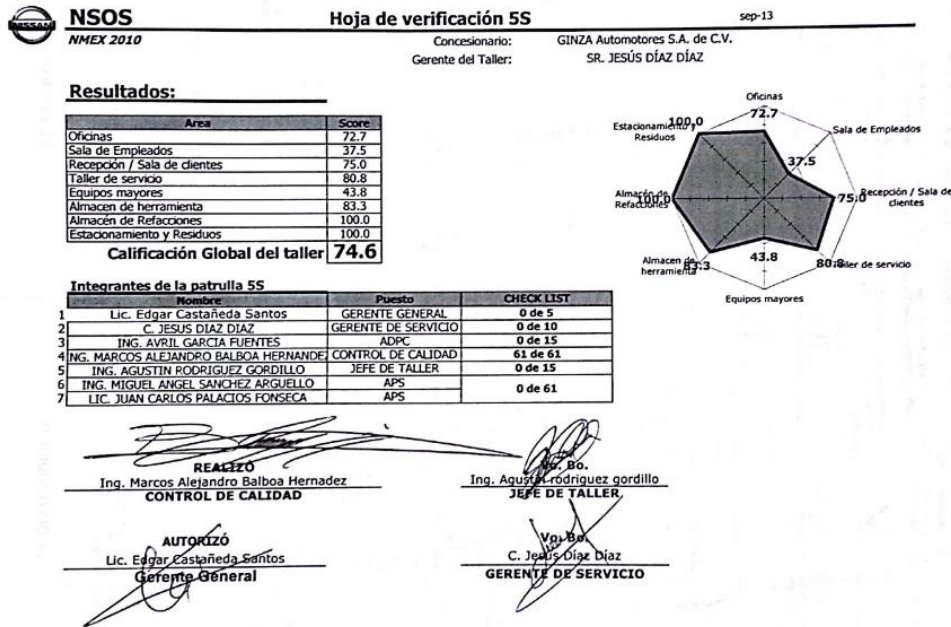 NISSAN
NSOS Hoja de verificación 5S sep-13
NMEX 2010
Concesionario: GINZA Automotores S.A. de C.V.
Gerente del Taller: SR. JESÚS DÍAZ DÍAZ
Resultados:
Area Score
Oficinas 72.7
Sala de Empleados 37.5
Recepción / Sala de clientes 75.0
Taller de servicio 80.8
Equipos mayores 43.8
Almacen de herramienta 83.3
Almacén de Refacciones 100.0
Estacionamiento y Residuos 100.0
Calificación Global del taller 74.6
Oficinas
72.7
Sala de Empleados
37.5
Recepción / Sala de
clientes
75.0
Taller de servicio
80.8
Equipos mayores
43.8
Almacen de
herramienta
83.3
Almacén de
Refacciones
100.0
Estacionamiento y
Residuos
100.0
Integrantes de la patrulla 5S
Nombre Puesto CHECK LIST
1 Lic. Edgar Castañeda Santos GERENTE GENERAL 0 de 5
2 C. JESUS DIAZ DIAZ GERENTE DE SERVICIO 0 de 10
3 ING. AVRIL GARCIA FUENTES ADPC 0 de 15
4 NG. MARCOS ALEJANDRO BALBOA HERNANDEZ CONTROL DE CALIDAD 61 de 61
5 ING. AGUSTIN RODRIGUEZ GORDILLO JEFE DE TALLER 0 de 15
6 ING. MIGUEL ANGEL SANCHEZ ARGUELLO APS 0 de 61
7 LIC. JUAN CARLOS PALACIOS FONSECA APS
REALIZÓ
Ing. Marcos Alejandro Balboa Hernadez
CONTROL DE CALIDAD
Vo. Bo.
Ing. Agustin rodriguez gordillo
JEFE DE TALLER
AUTORIZÓ
Lic. Edgar Castañeda Santos
Gerente General
Vo. Bo.
C. Jesús Díaz Díaz
GERENTE DE SERVICIO